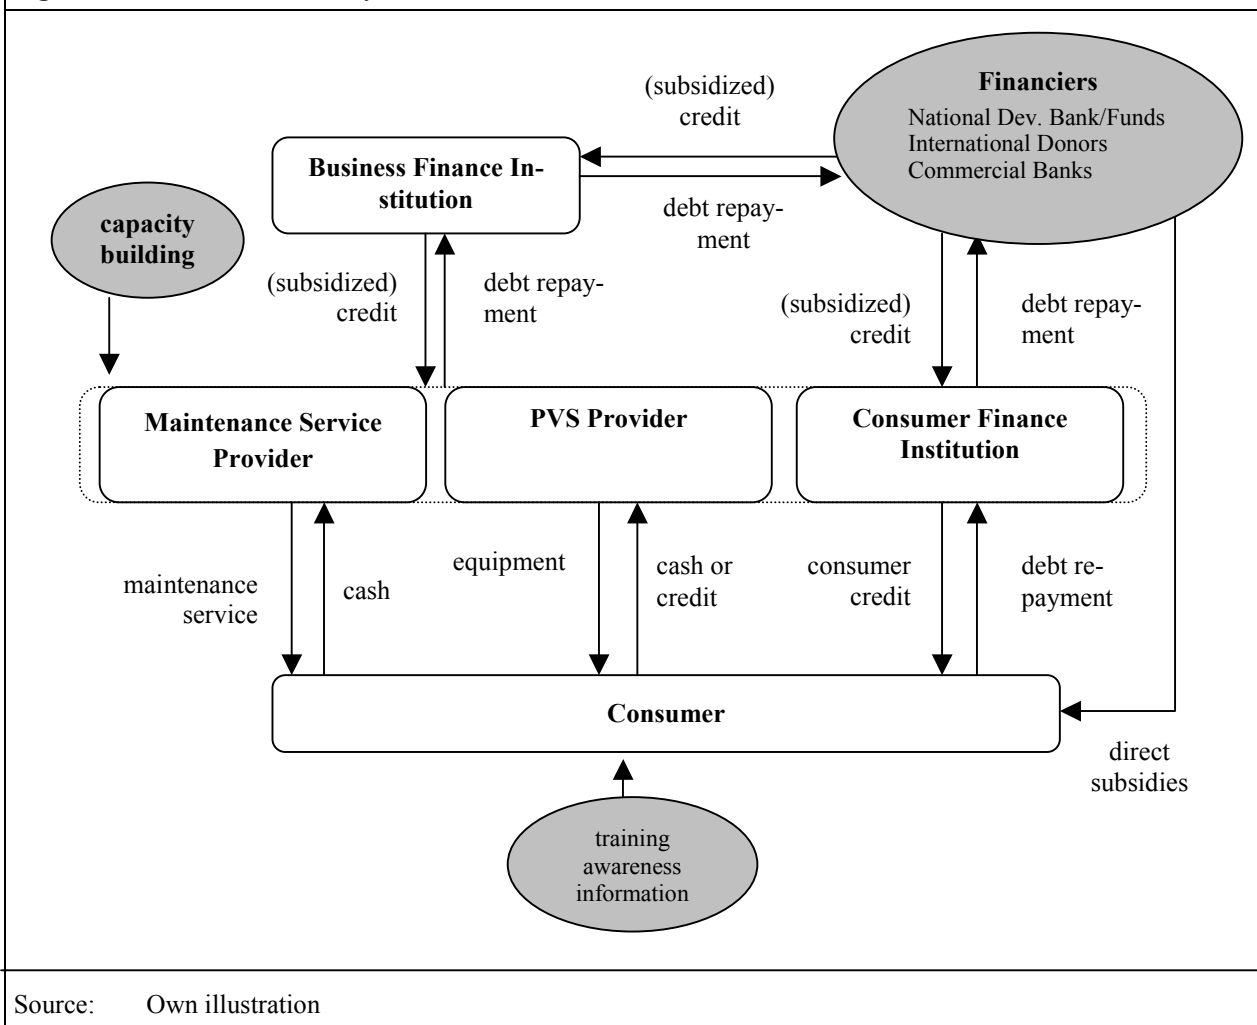 (subsidized)
credit
Financiers
National Dev. Bank/Funds
International Donors
Commercial Banks
Business Finance In-
stitution
debt repay-
ment
capacity
building
(subsidized)
credit
debt repay-
ment
(subsidized)
credit
debt repay-
ment
Maintenance Service
Provider
PVS Provider
Consumer Finance
Institution
maintenance
service
cash
equipment
cash or
credit
consumer
credit
debt re-
payment
Consumer
direct
subsidies
training
awareness
information
Source: Own illustration